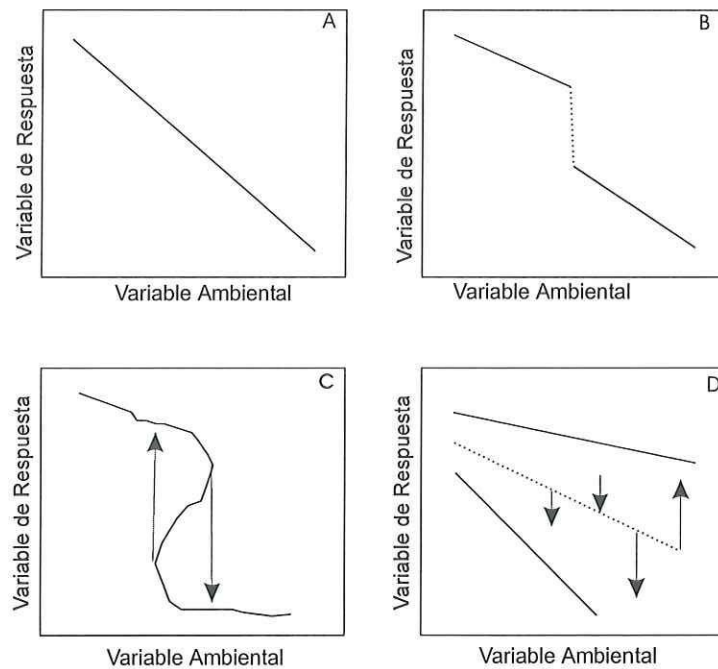 A
Variable de Respuesta
Variable Ambiental
B
Variable de Respuesta
Variable Ambiental
C
Variable de Respuesta
Variable Ambiental
D
Variable de Respuesta
Variable Ambiental